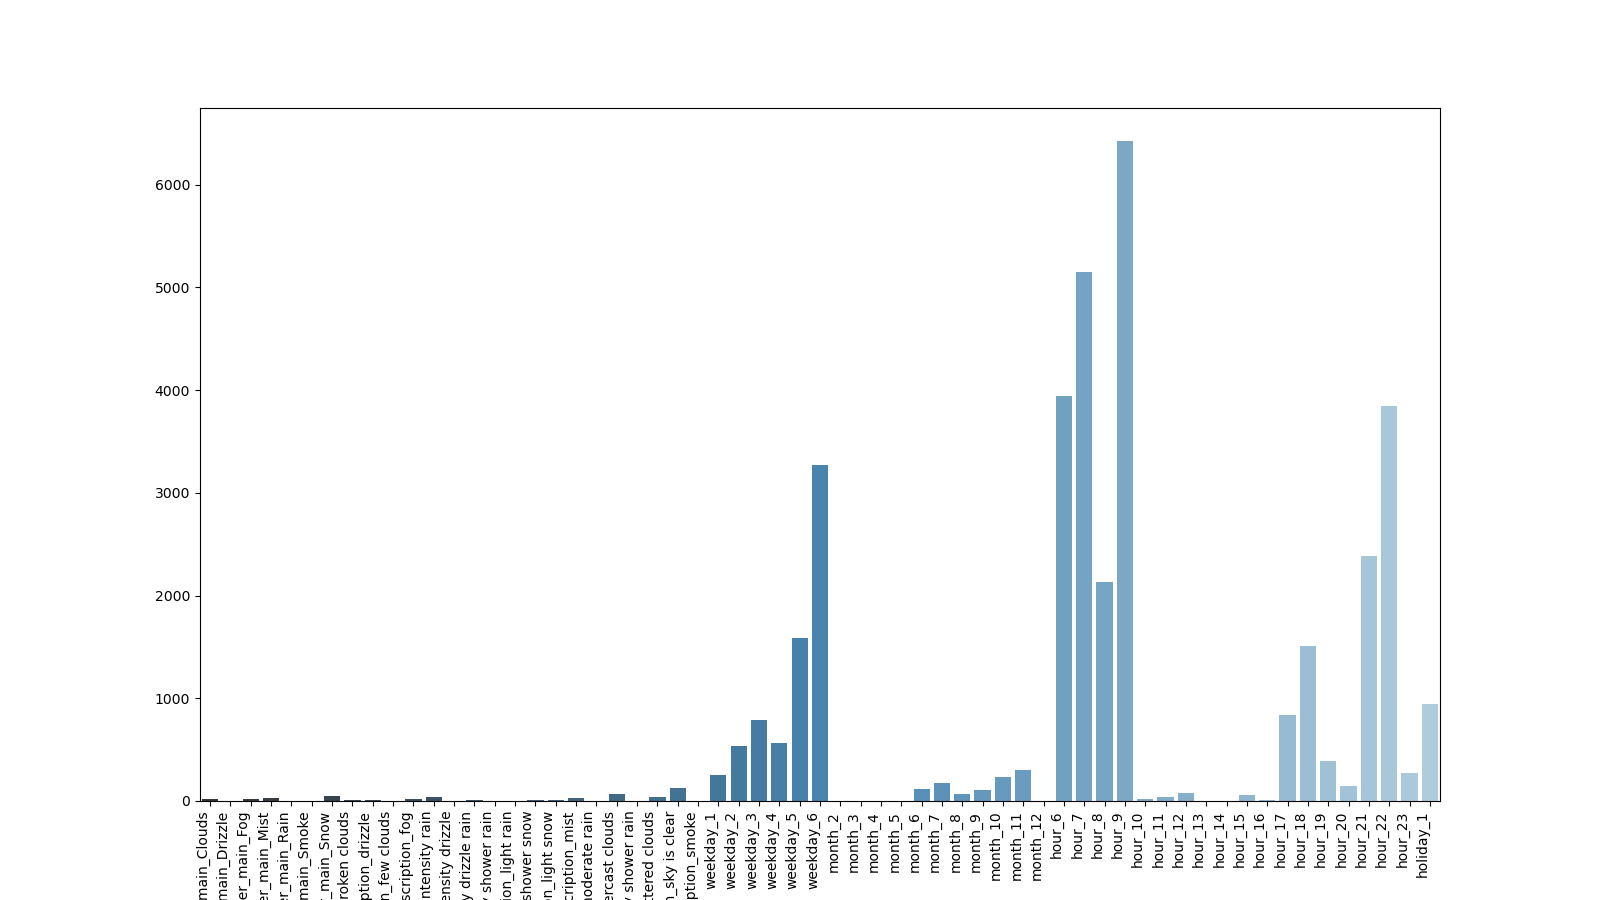 6000
5000
4000
3000
2000
1000
0
main_Clouds
main_Drizzle
er_main_Fog
er_main_Mist
er_main_Rain
main_Smoke
_main_Snow
roken clouds
ption_drizzle
n_few clouds
scription_fog
ntensity rain
ensity drizzle
y drizzle rain
shower rain
ion_light rain
shower snow
on_light snow
cription_mist
moderate rain
ercast clouds
shower rain
ttered clouds
n_sky is clear
ption_smoke
weekday_1
weekday_2
weekday_3
weekday_4
weekday_5
weekday_6
month_2
month_3
month_4
month_5
month_6
month_7
month_8
month_9
month_10
month_11
month_12
hour_6
hour_7
hour_8
hour_9
hour_10
hour_11
hour_12
hour_13
hour_14
hour_15
hour_16
hour_17
hour_18
hour_19
hour_20
hour_21
hour_22
hour_23
holiday_1